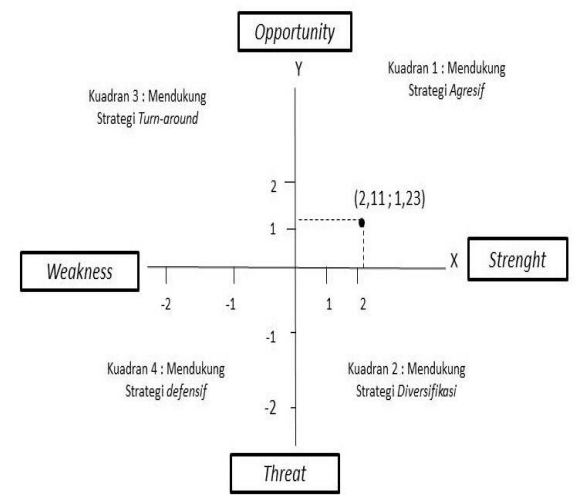 Opportunity
Y
Kuadran 1 : Mendukung
Strategi Agresif
Kuadran 3 : Mendukung
Strategi Turn-around
2
(2,11 ; 1,23)
1
Weakness
X
Strenght
-2
-1
1
2
-1
Kuadran 4 : Mendukung
Strategi defensif
Kuadran 2 : Mendukung
Strategi Diversifikasi
-2
Threat